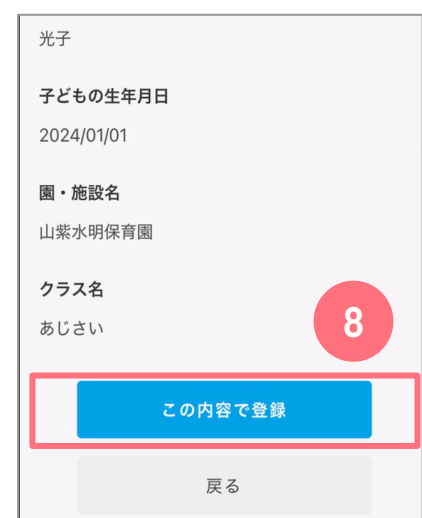 光子
子どもの生年月日
2024/01/01
園・施設名
山紫水明保育園
クラス名
あじさい
8
この内容で登録
戻る